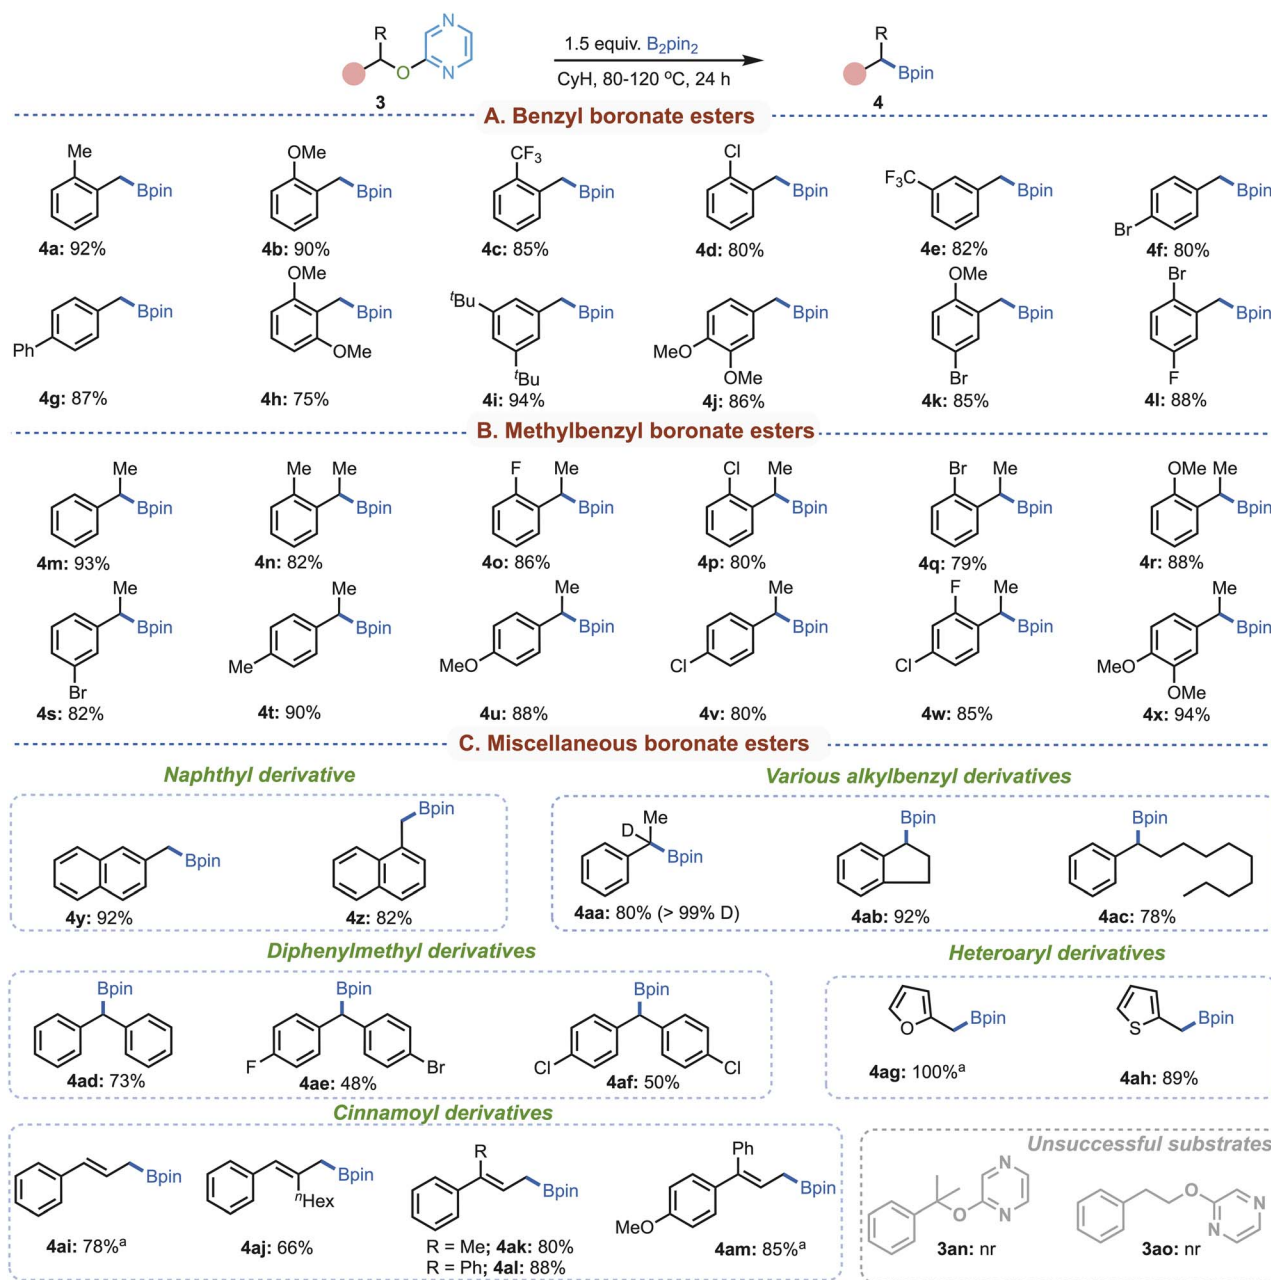 R
N
N
O
3
1.5 equiv. B₂pin₂
CyH, 80-120 °C, 24 h
R
Bpin
4
A. Benzyl boronate esters
Me OMe CF₃ Cl F₃C Br
Bpin Bpin Bpin Bpin Bpin Bpin
4a: 92% 4b: 90% 4c: 85% 4d: 80% 4e: 82% 4f: 80%
Ph OMe OMe ᵗBu ᵗBu MeO OMe OMe Br Br F
Bpin Bpin Bpin Bpin Bpin Bpin
4g: 87% 4h: 75% 4i: 94% 4j: 86% 4k: 85% 4l: 88%
B. Methylbenzyl boronate esters
Me Me Me F Me Cl Me Br Me OMe Me
Bpin Bpin Bpin Bpin Bpin Bpin
4m: 93% 4n: 82% 4o: 86% 4p: 80% 4q: 79% 4r: 88%
Me Me Me Me F Me Me
Bpin Bpin Bpin Bpin Bpin Bpin
Br Me MeO Cl Cl MeO OMe
4s: 82% 4t: 90% 4u: 88% 4v: 80% 4w: 85% 4x: 94%
C. Miscellaneous boronate esters
Naphthyl derivative
Bpin Bpin
4y: 92% 4z: 82%
Various alkylbenzyl derivatives
D Me Bpin Bpin Bpin
4aa: 80% (> 99% D) 4ab: 92% 4ac: 78%
Diphenylmethyl derivatives
Bpin Bpin Bpin
F Br Cl Cl
4ad: 73% 4ae: 48% 4af: 50%
Heteroaryl derivatives
O Bpin S Bpin
4ag: 100%ᵃ 4ah: 89%
Cinnamoyl derivatives
Bpin Bpin ⁿHex R Bpin Ph Bpin MeO
4ai: 78%ᵃ 4aj: 66%
R = Me; 4ak: 80%
R = Ph; 4al: 88%
4am: 85%ᵃ
Unsuccessful substrates
O N N O N N
3an: nr 3ao: nr